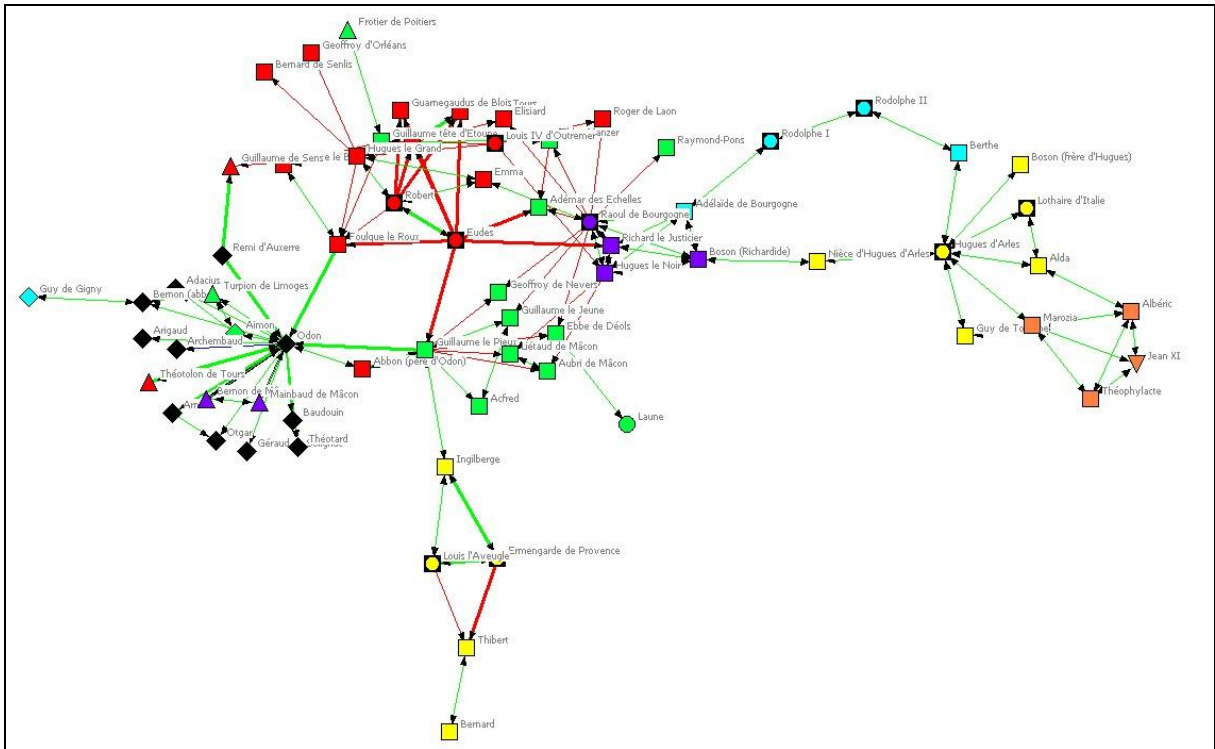 Frotier de Poitiers
Geoffroy d'Orléans
Bernard de Senlis
Guarnegaudus de Blois
Tours
Elisiard
Roger de Laon
Rodolphe II
Guillaume tête d'Etoupe
Louis IV d'Outremer
Rodolphe I
Raymond-Pons
Hugues le Grand
Berthe
Boson (frère d'Hugues)
Guillaume de Sens
Emma
Robert
Adémar des Echelles
Adélaïde de Bourgogne
Lothaire d'Italie
Raoul de Bourgogne
Eudes
Richard le Justicier
Foulque le Roux
Hugues d'Arles
Remi d'Auxerre
Boson (Richardide)
Nièce d'Hugues d'Arles
Alda
Hugues le Noir
Adacius
Turpion de Limoges
Geoffroy de Nevers
Guy de Gigny
Bernon
Albéric
Guillaume le Jeune
Marozia
Arigaud
Aimon
Odon
Ebbe de Déols
Guy de
Archembaud
Guillaume le Pieux
Liétaud de Mâcon
Abbon (père d'Odon)
Aubri de Mâcon
Jean XI
Théotolon de Tours
Bernon de
Mainbaud de Mâcon
Théophylacte
Acfred
Baudouin
Laune
Otgar
Géraud
Théotard
Ingilberge
Louis l'Aveugle
Ermengarde de Provence
Thibert
Bernard